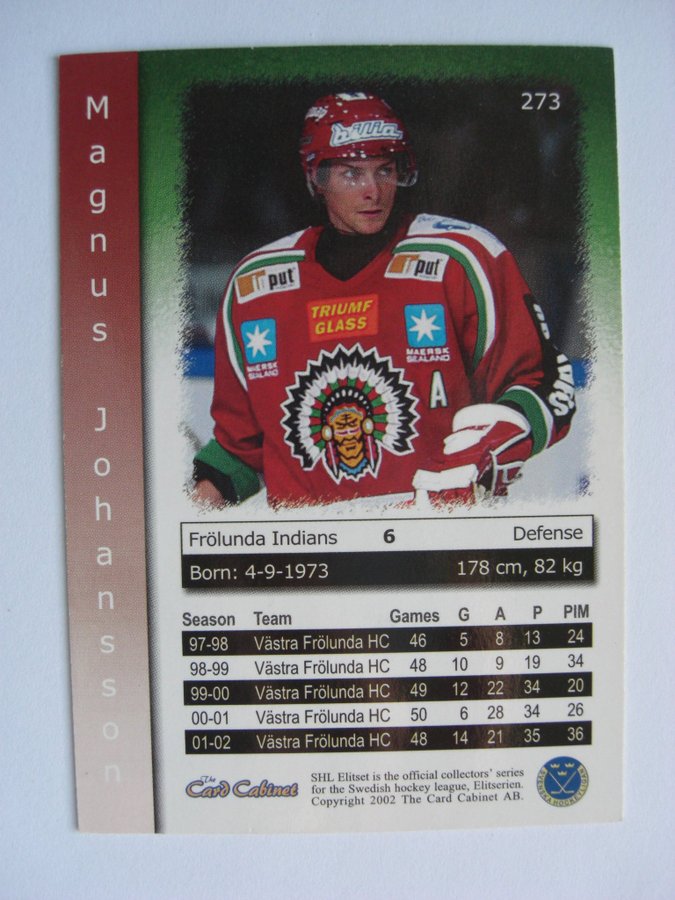 Magnus Johansson
273
billia
put
put
TRIUMF
GLASS
MAERSK
SEALAND
MAERSK
SEALAND
A
Frölunda Indians 6 Defense
Born: 4-9-1973 178 cm, 82 kg
Season Team Games G A P PIM
97-98 Västra Frölunda HC 46 5 8 13 24
98-99 Västra Frölunda HC 48 10 9 19 34
99-00 Västra Frölunda HC 49 12 22 34 20
00-01 Västra Frölunda HC 50 6 28 34 26
01-02 Västra Frölunda HC 48 14 21 35 36
The
Card Cabinet
SHL Elitset is the official collectors' series
for the Swedish hockey league, Elitserien.
Copyright 2002 The Card Cabinet AB.
SVENSKA HOCKEYLIGAN